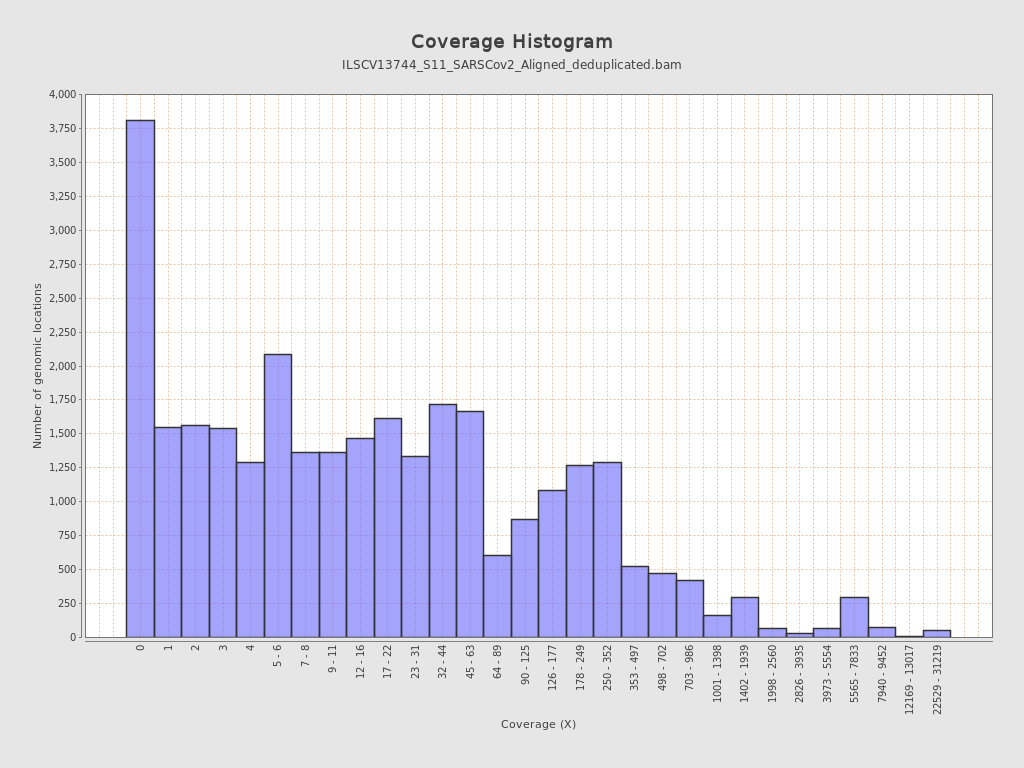 Coverage Histogram
ILSCV13744_S11_SARSCov2_Aligned_deduplicated.bam
Number of genomic locations
4,000
3,750
3,500
3,250
3,000
2,750
2,500
2,250
2,000
1,750
1,500
1,250
1,000
750
500
250
0
0
1
2
3
4
5 - 6
7 - 8
9 - 11
12 - 16
17 - 22
23 - 31
32 - 44
45 - 63
64 - 89
90 - 125
126 - 177
178 - 249
250 - 352
353 - 497
498 - 702
703 - 986
1001 - 1398
1402 - 1939
1998 - 2560
2826 - 3935
3973 - 5554
5565 - 7833
7940 - 9452
12169 - 13017
22529 - 31219
Coverage (X)